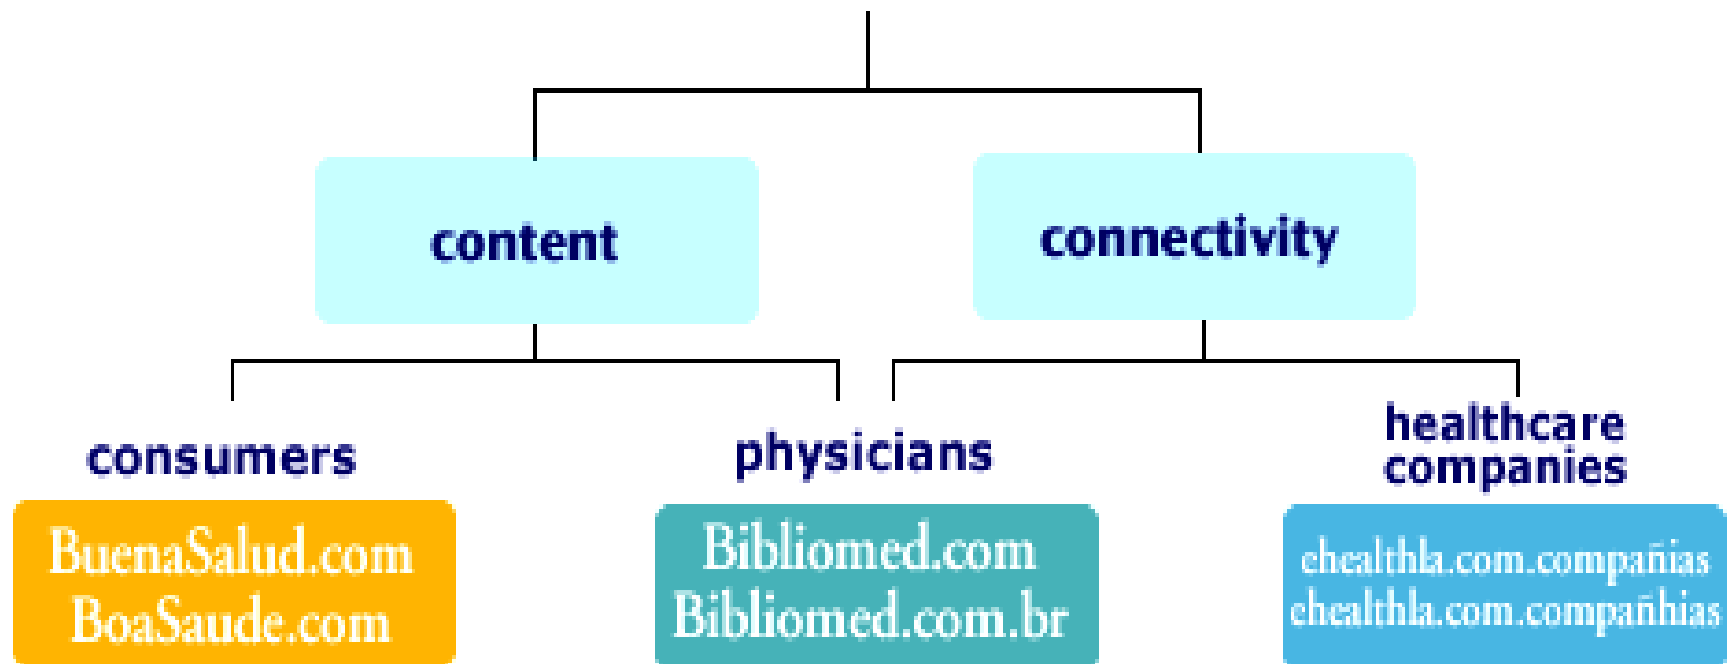 content
connectivity
consumers
physicians
healthcare
companies
BuenaSalud.com
BoaSaude.com
Bibliomed.com
Bibliomed.com.br
ehealthla.com.compañias
ehealthla.com.compañhias